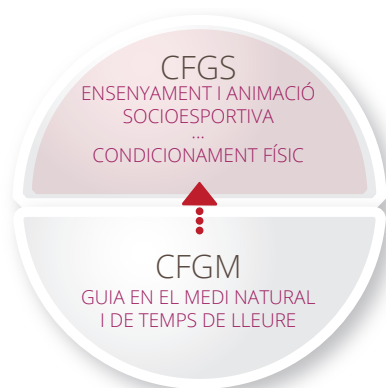 CFGS
ENSENYAMENT I ANIMACIÓ
SOCIOESPORTIVA
...
CONDICIONAMENT FÍSIC
CFGM
GUIA EN EL MEDI NATURAL
I DE TEMPS DE LLEURE